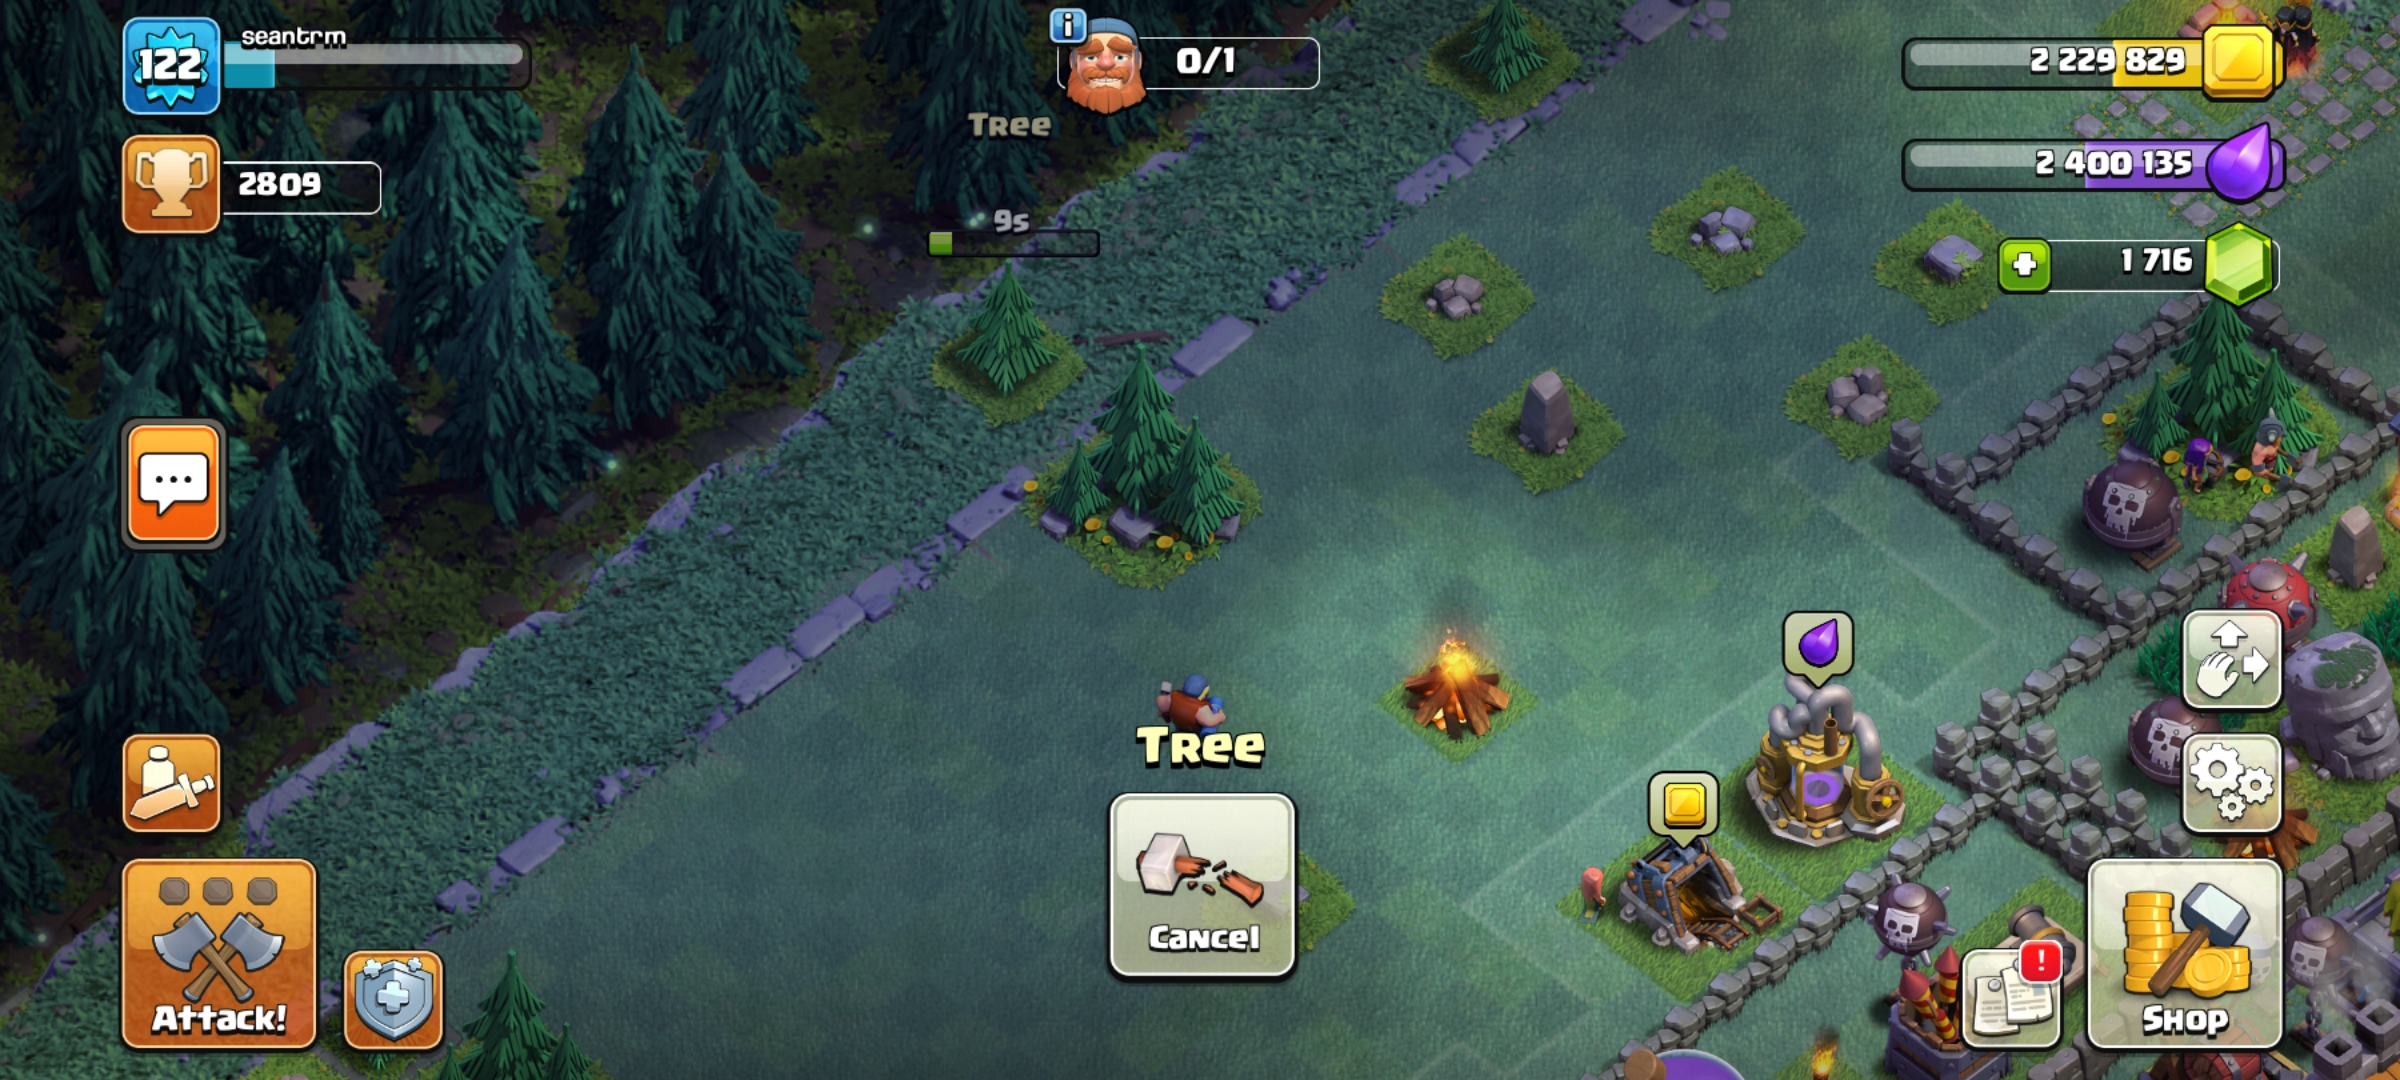 122
seantrm
i
0/1
2 229 829
Tree
2809
2 400 135
9s
1 716
Tree
Cancel
Attack!
!
Shop